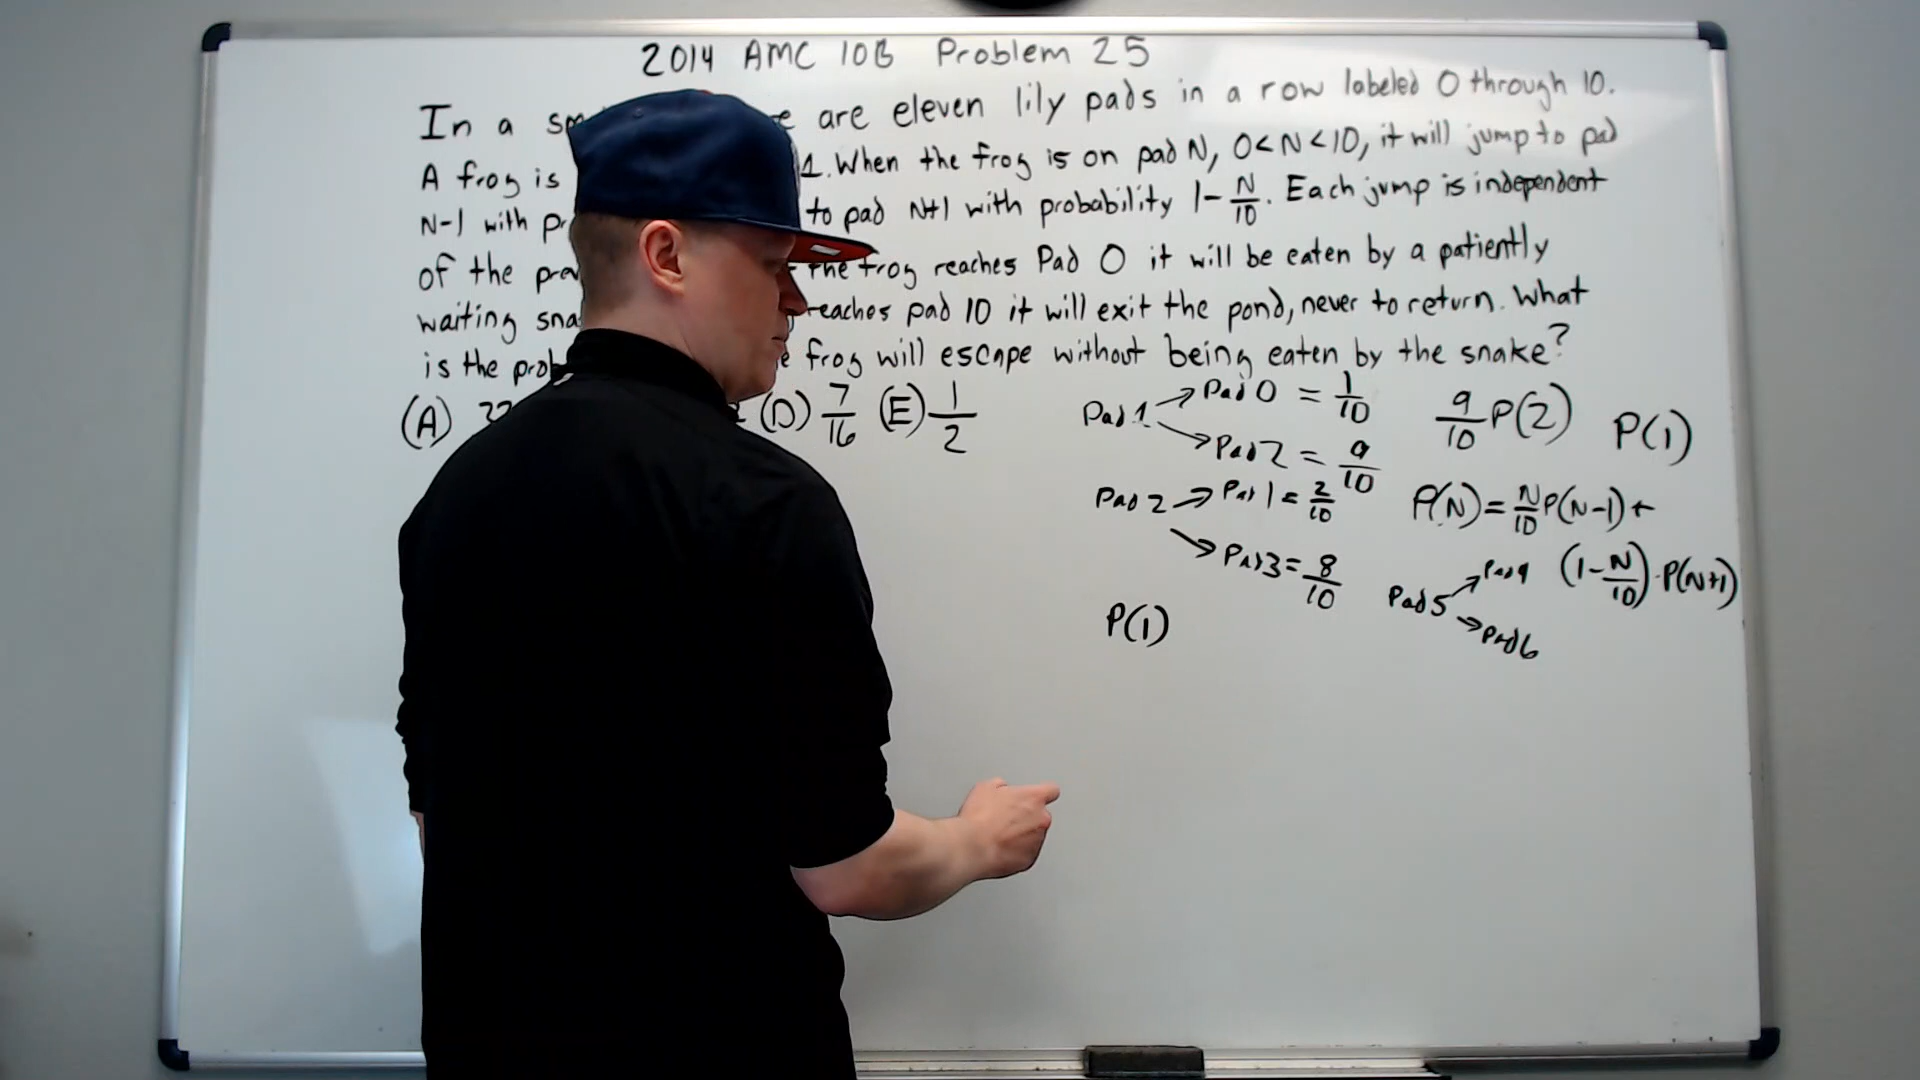 2014 AMC 10B Problem 25
In a are eleven lily pads in a row labeled 0 through 10.
A frog is 1. When the frog is on pad N, 0<N<10, it will jump to pad
N-1 with to pad N+1 with probability 1-N/10. Each jump is independent
of the the frog reaches Pad 0 it will be eaten by a patiently
waiting reaches pad 10 it will exit the pond, never to return. What
is the frog will escape without being eaten by the snake?
(A) (D) 7/16 (E) 1/2
Pad 1 → Pad 0 = 1/10
→ Pad 2 = 9/10
9/10 P(2) P(1)
Pad 2 → Pad 1 = 2/10
→ Pad 3 = 8/10
P(N) = N/10 P(N-1) +
(1-N/10)·P(N+1)
Pad 5 →
→ Pad 6
P(1)